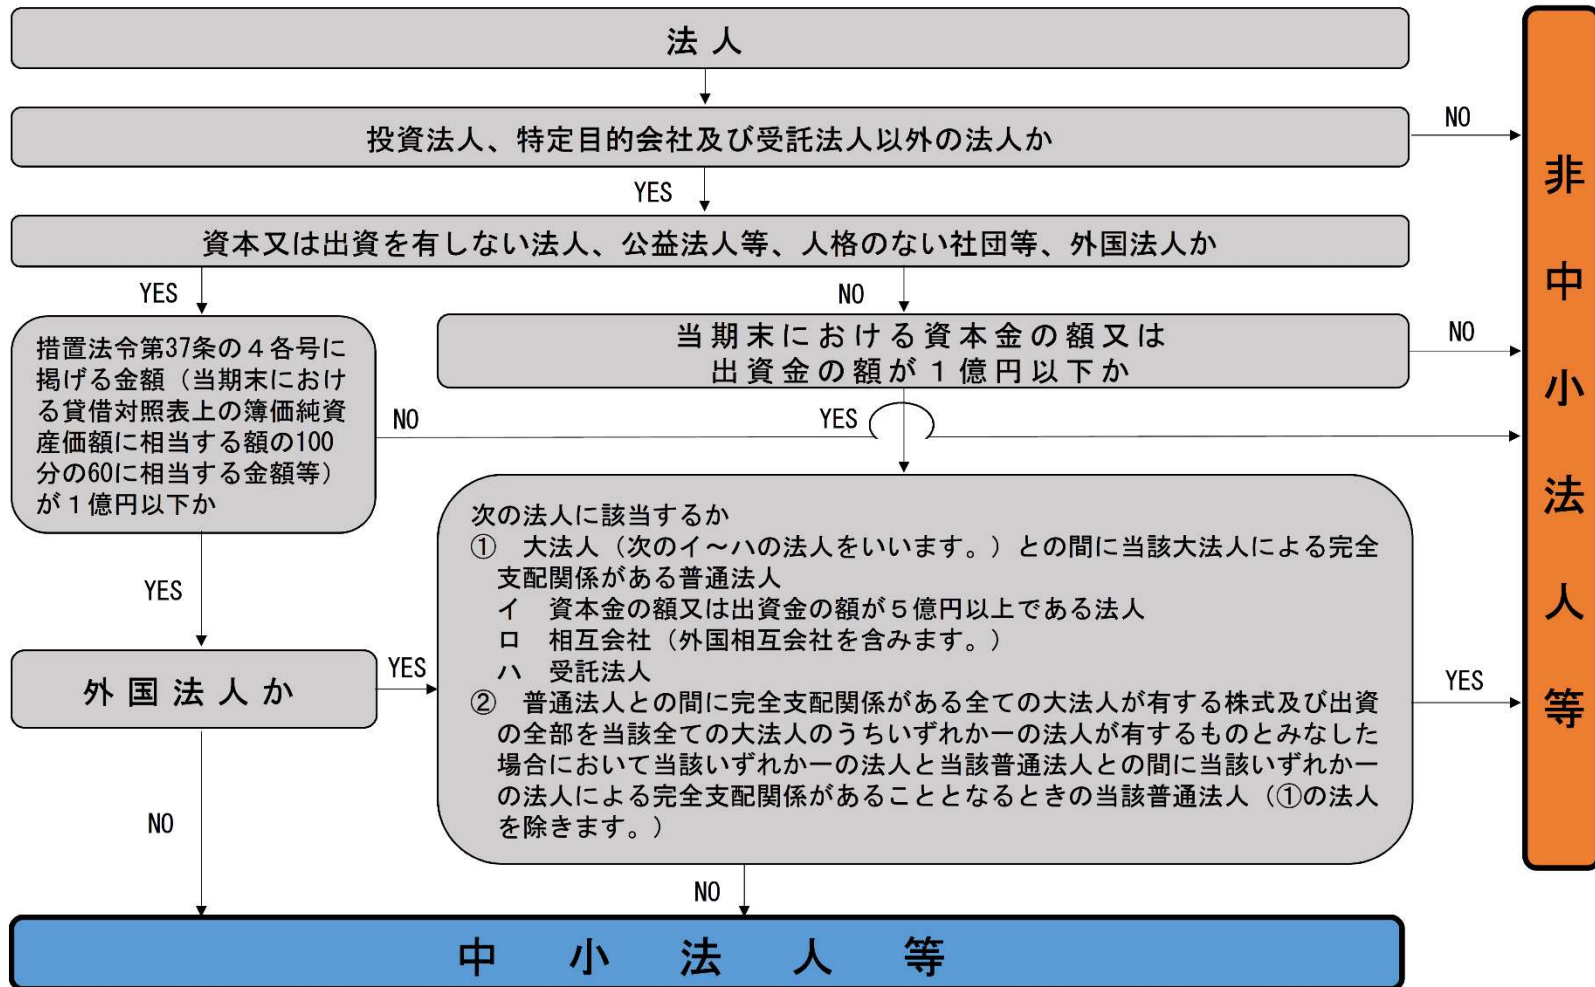 法人
投資法人、特定目的会社及び受託法人以外の法人か
NO
YES
資本又は出資を有しない法人、公益法人等、人格のない社団等、外国法人か
YES
NO
措置法令第37条の４各号に
掲げる金額（当期末におけ
る貸借対照表上の簿価純資
産価額に相当する額の100
分の60に相当する金額等）
が１億円以下か
当期末における資本金の額又は
出資金の額が１億円以下か
NO
NO
YES
YES
次の法人に該当するか
①　大法人（次のイ～ハの法人をいいます。）との間に当該大法人による完全
支配関係がある普通法人
イ　資本金の額又は出資金の額が５億円以上である法人
ロ　相互会社（外国相互会社を含みます。）
ハ　受託法人
②　普通法人との間に完全支配関係がある全ての大法人が有する株式及び出資
の全部を当該全ての大法人のうちいずれか一の法人が有するものとみなした
場合において当該いずれか一の法人と当該普通法人との間に当該いずれか一
の法人による完全支配関係があることとなるときの当該普通法人（①の法人
を除きます。）
外国法人か
YES
YES
NO
NO
非中小法人等
中小法人等